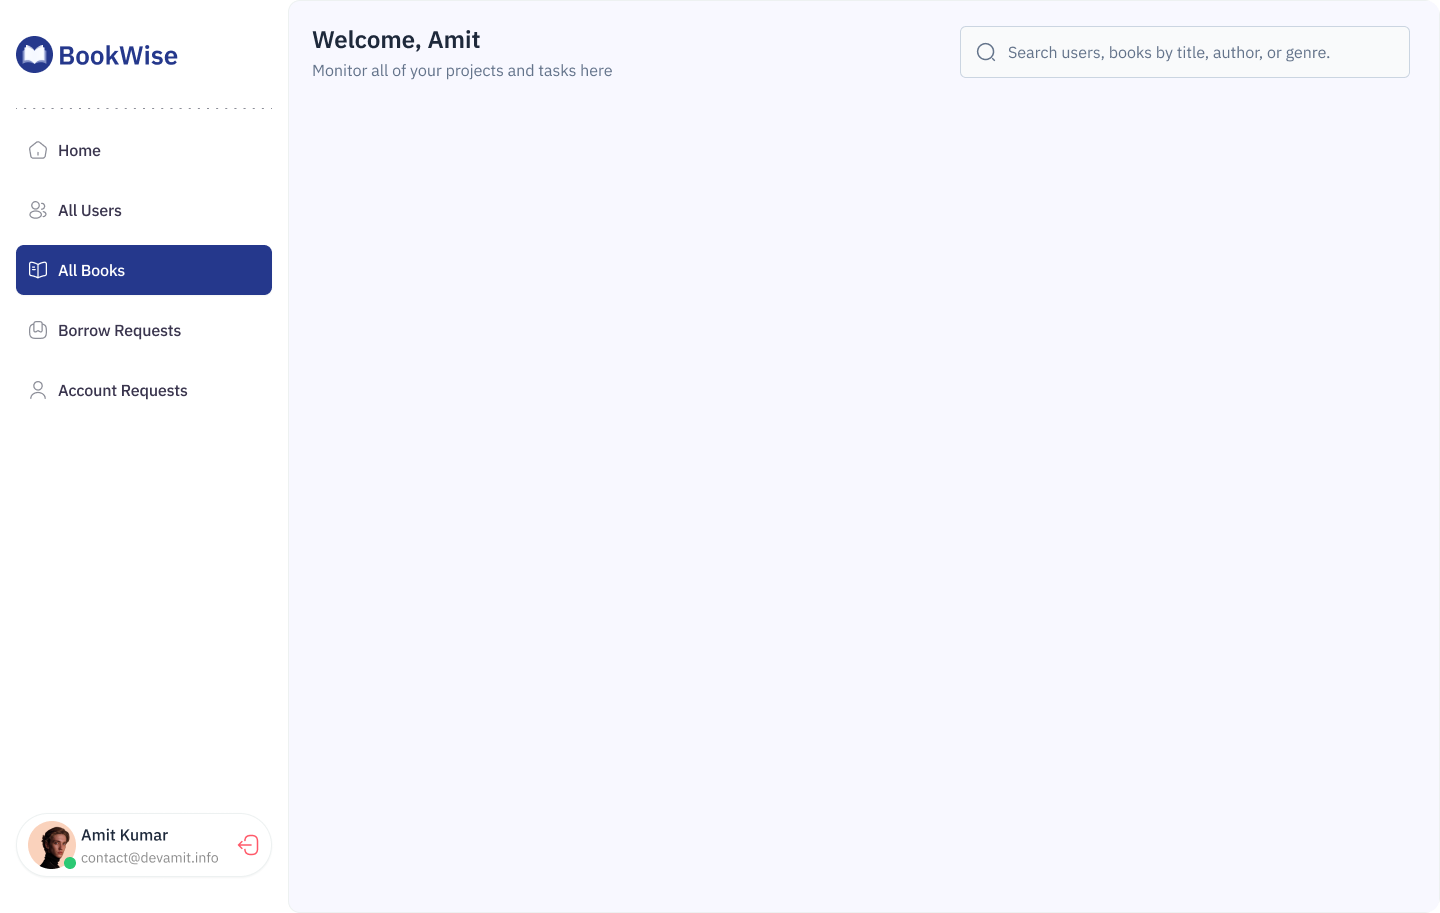 BookWise
Home
All Users
All Books
Borrow Requests
Account Requests
Amit Kumar
contact@devamit.info
Welcome, Amit
Monitor all of your projects and tasks here
Search users, books by title, author, or genre.